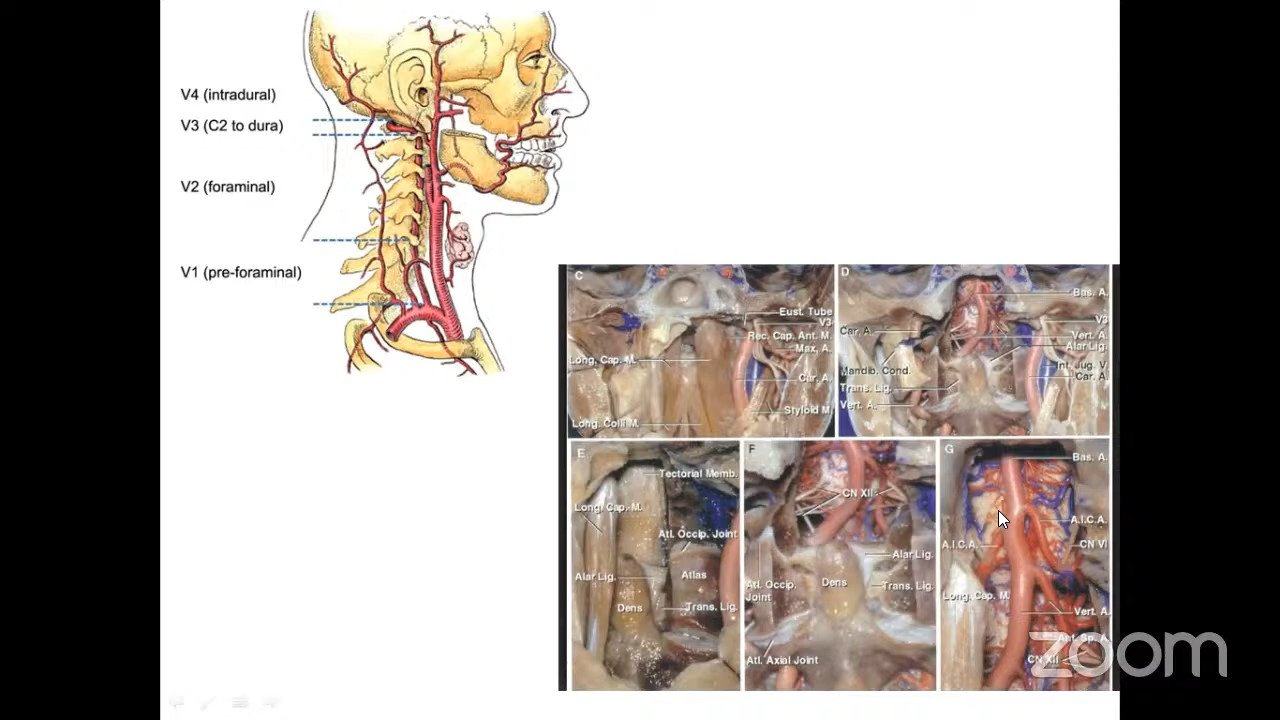 V4 (intradural)
V3 (C2 to dura)
V2 (foraminal)
V1 (pre-foraminal)
C
Eust. Tube
V3
Rec. Cap. Ant. M.
Max. A.
Long. Cap. M.
Car. A.
Styloid M.
Long. Colli M.
D
Bas. A.
V3
Car. A.
Vert. A.
Alar Lig.
Int. Jug. V.
Mandib. Cond.
Car. A.
Trans. Lig.
Vert. A.
E
Tectorial Memb.
Long. Cap. M.
Atl. Occip. Joint
Alar Lig.
Atlas
Dens
Trans. Lig.
F
CN XII
Alar Lig.
Atl. Occip.
Joint
Dens
Trans. Lig.
Atl. Axial Joint
G
Bas. A.
A.I.C.A.
A.I.C.A.
CN VI
Long. Cap. M.
Vert. A.
Ant. Sp. A.
CN XII
zoom